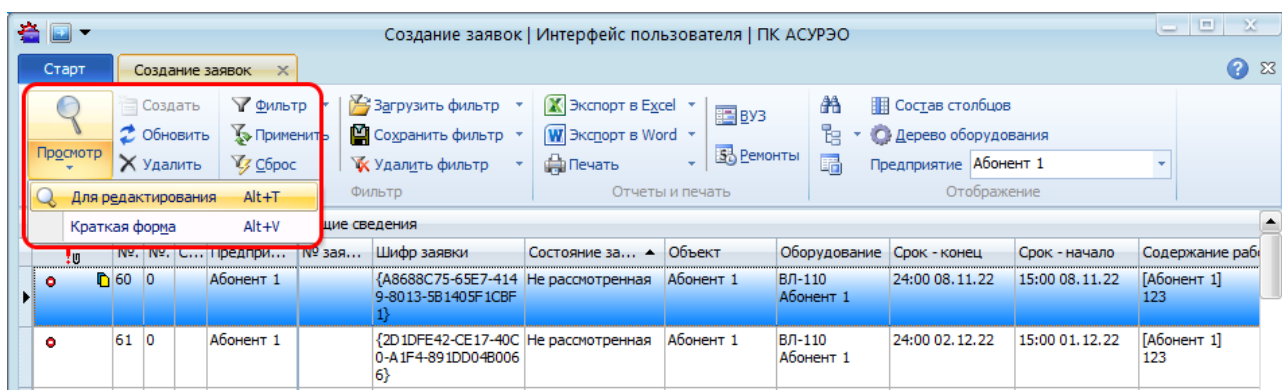 Создание заявок | Интерфейс пользователя | ПК АСУРЭО
Старт Создание заявок
Создать Фильтр Загрузить фильтр Экспорт в Excel ВУЗ Состав столбцов
Обновить Применить Сохранить фильтр Экспорт в Word Дерево оборудования
Просмотр Удалить Сброс Удалить фильтр Печать Ремонты Предприятие Абонент 1
Для редактирования Alt+T Фильтр Отчеты и печать Отображение
Краткая форма Alt+V щие сведения
№. №. С... Предпри... № зая... Шифр заявки Состояние за... Объект Оборудование Срок - конец Срок - начало Содержание рабо
60 0 Абонент 1 {A8688C75-65E7-414 Не рассмотренная Абонент 1 ВЛ-110 24:00 08.11.22 15:00 08.11.22 [Абонент 1]
9-8013-5B1405F1CBF Абонент 1 123
1}
61 0 Абонент 1 {2D1DFE42-CE17-40C Не рассмотренная Абонент 1 ВЛ-110 24:00 02.12.22 15:00 01.12.22 [Абонент 1]
0-A1F4-891DD04B006 Абонент 1 123
6}